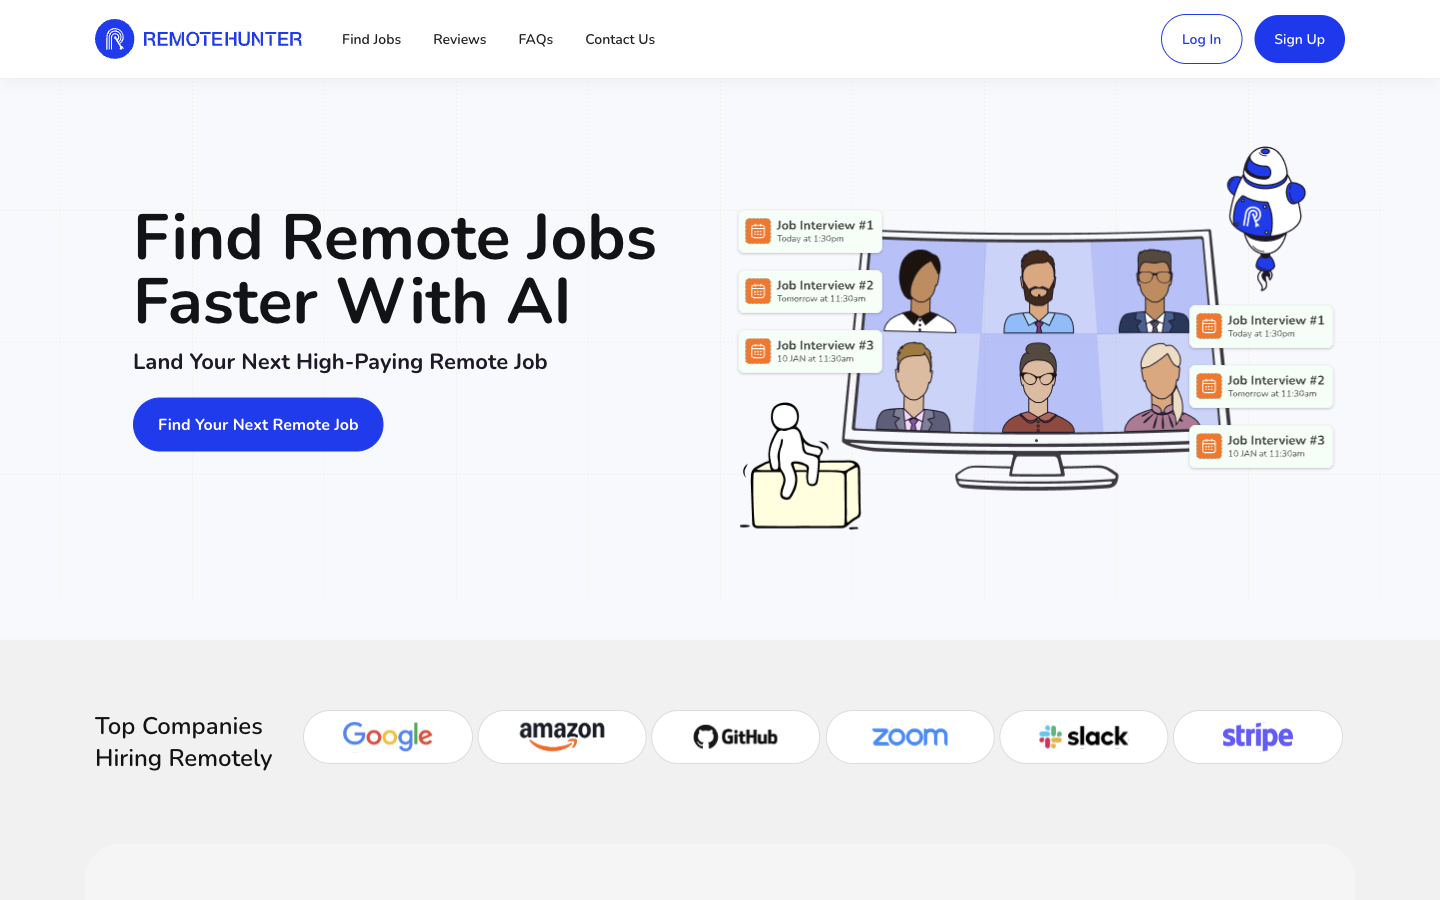 REMOTEHUNTER
Find Jobs
Reviews
FAQs
Contact Us
Log In
Sign Up
Find Remote Jobs
Faster With AI
Land Your Next High-Paying Remote Job
Find Your Next Remote Job
Job Interview #1
Today at 1:30pm
Job Interview #2
Tomorrow at 11:30am
Job Interview #3
10 JAN at 11:30am
Job Interview #1
Today at 1:30pm
Job Interview #2
Tomorrow at 11:30am
Job Interview #3
10 JAN at 11:30am
Top Companies
Hiring Remotely
Google
amazon
GitHub
zoom
slack
stripe